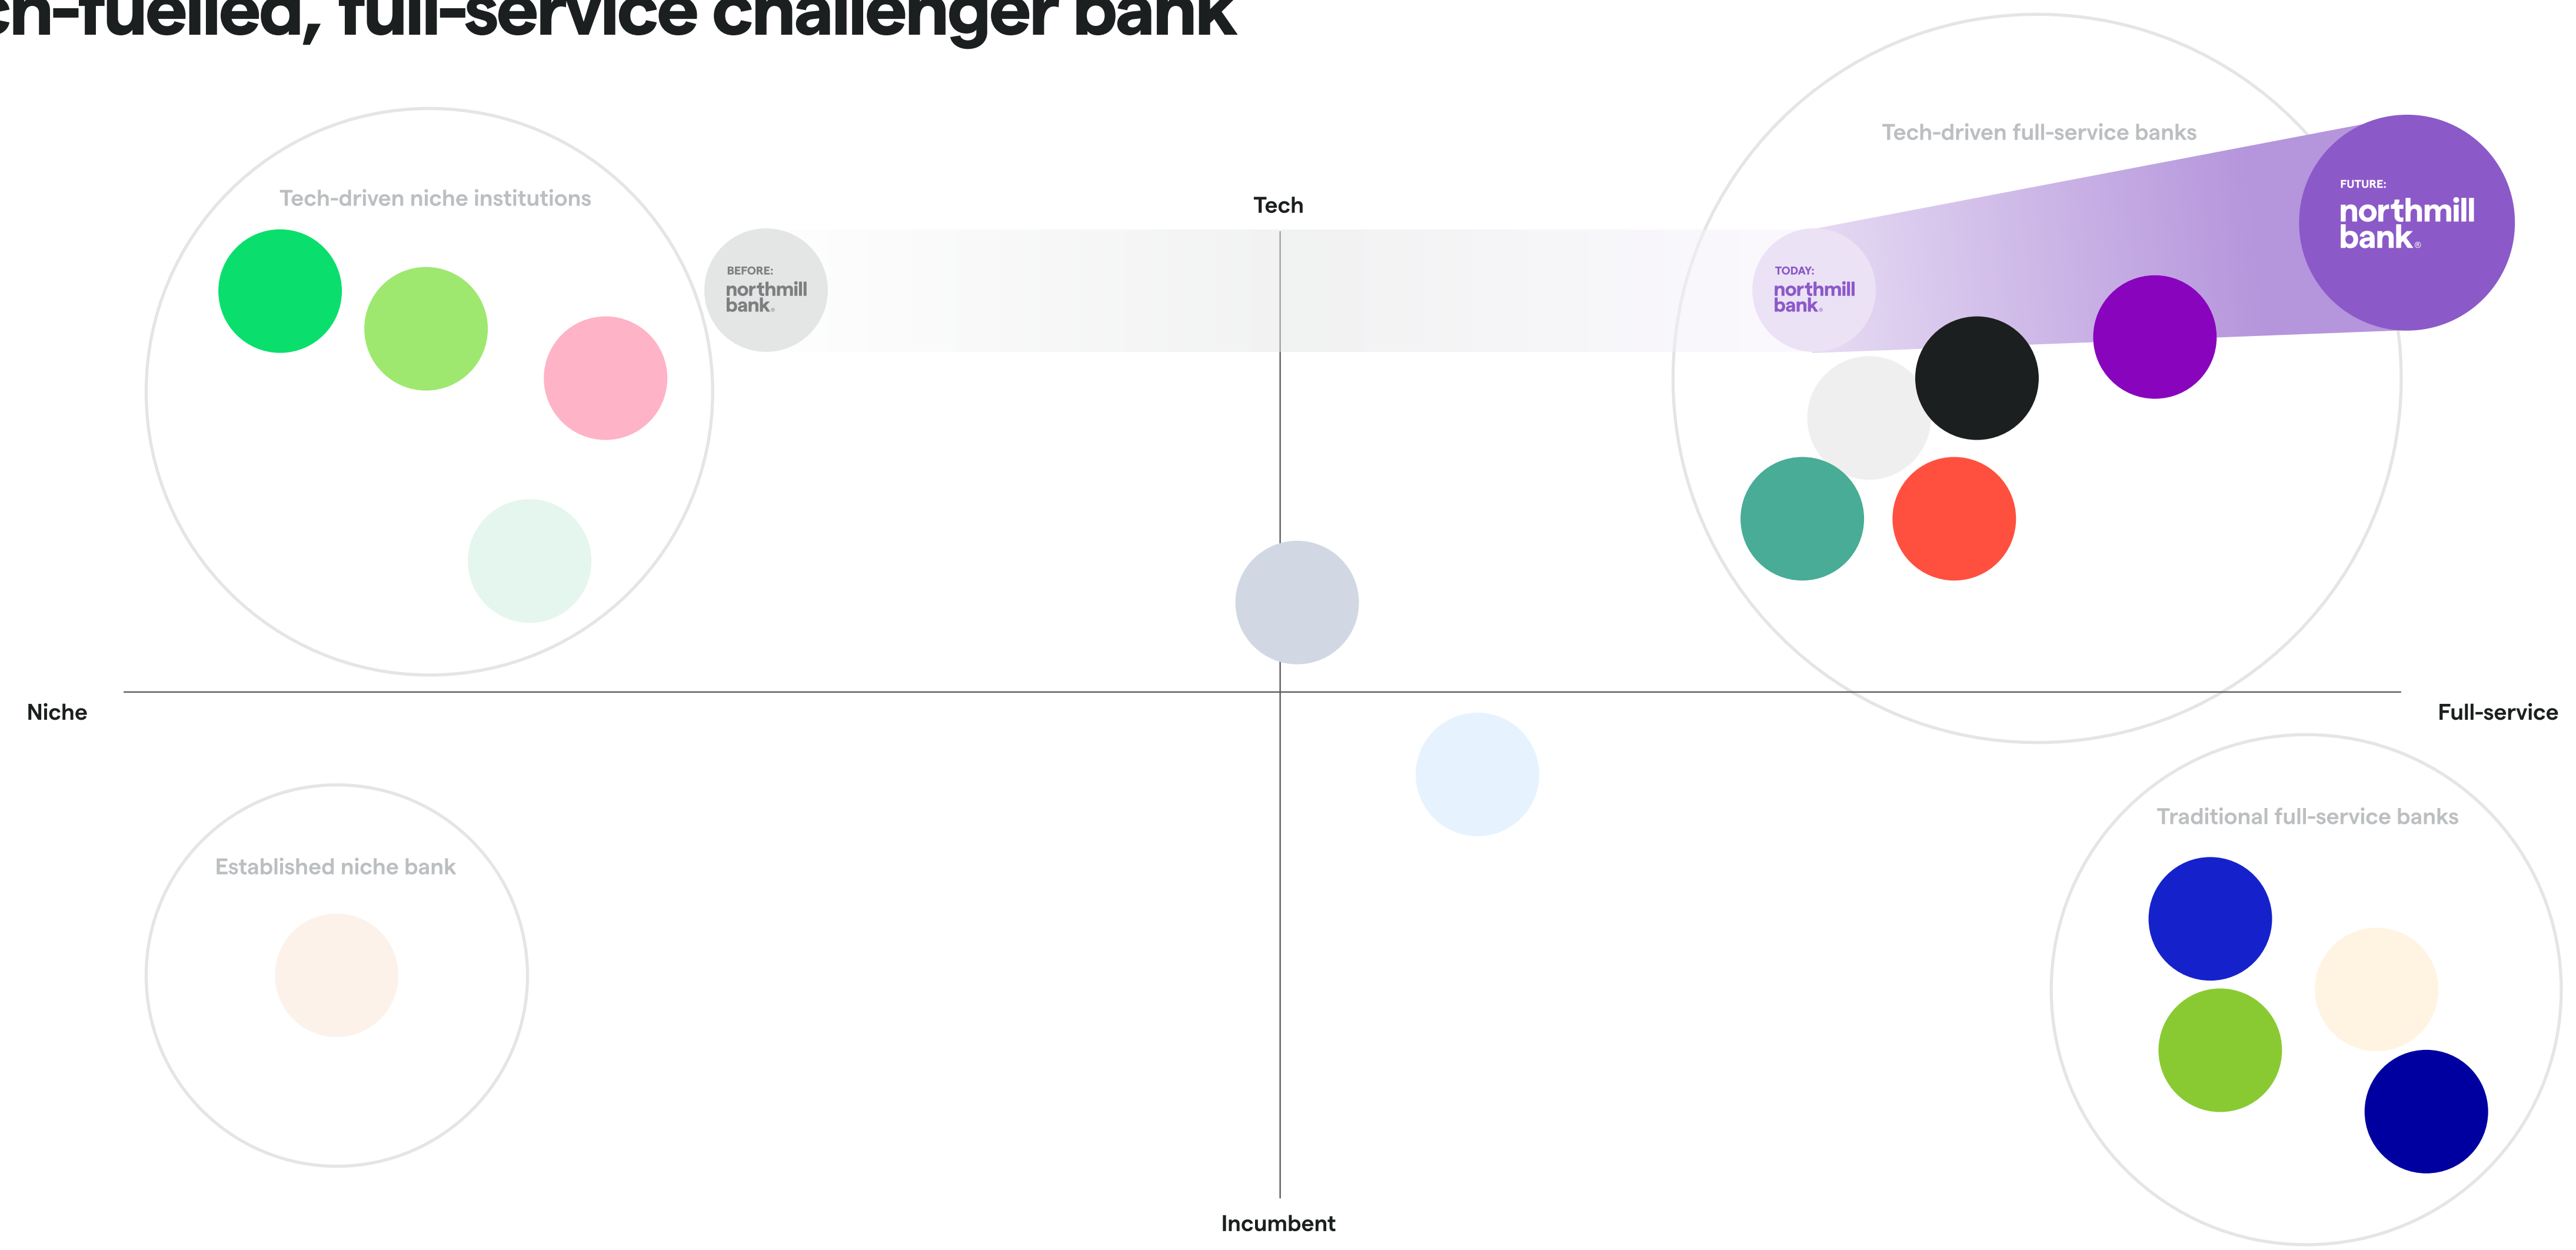 ch-fuelled, full-service challenger bank
Tech-driven full-service banks
Tech-driven niche institutions
Tech
BEFORE:
northmill
bank®
TODAY:
northmill
bank®
FUTURE:
northmill
bank®
Niche
Full-service
Established niche bank
Traditional full-service banks
Incumbent